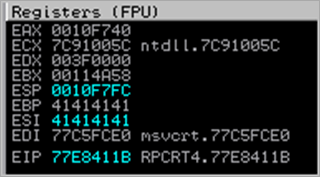 Registers (FPU)
EAX 0010F740
ECX 7C91005C ntdll.7C91005C
EDX 003F0000
EBX 00114A58
ESP 0010F7FC
EBP 41414141
ESI 41414141
EDI 77C5FCE0 msvcrt.77C5FCE0
EIP 77E8411B RPCRT4.77E8411B